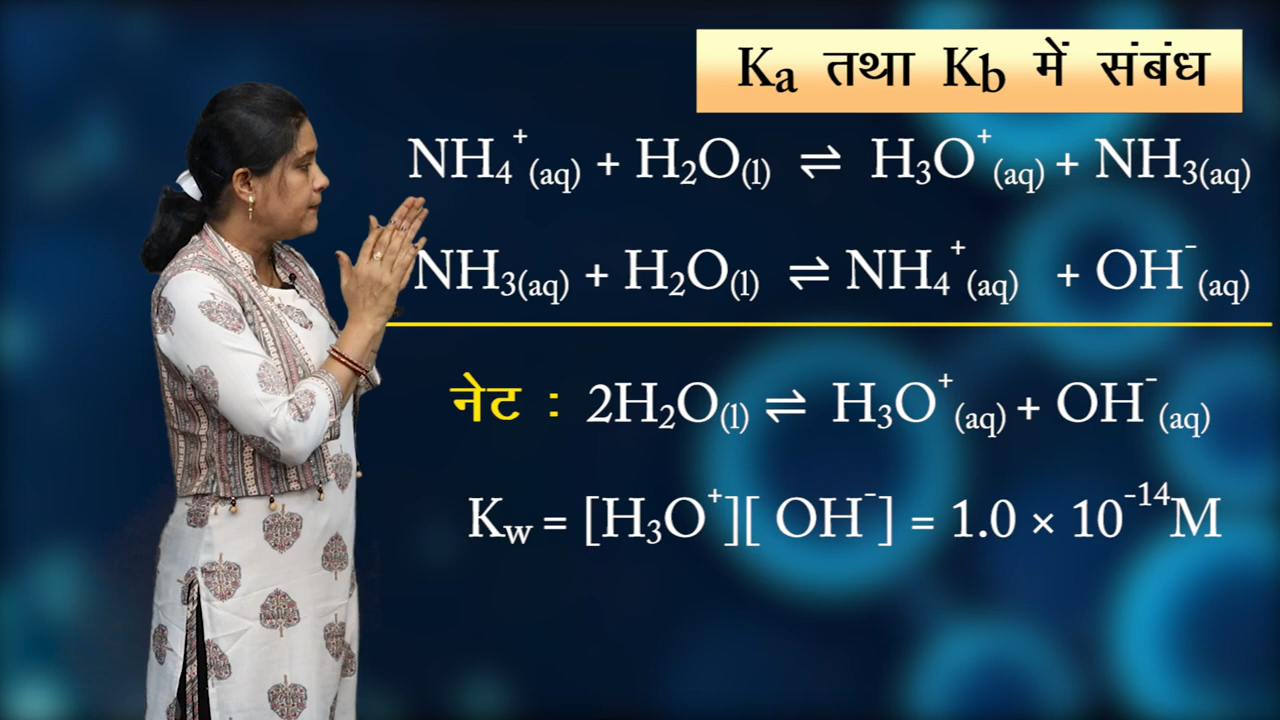 Ka तथा Kb में संबंध
NH₄⁺(aq) + H₂O(l) ⇌ H₃O⁺(aq) + NH₃(aq)
NH₃(aq) + H₂O(l) ⇌ NH₄⁺(aq) + OH⁻(aq)
नेट : 2H₂O(l) ⇌ H₃O⁺(aq) + OH⁻(aq)
Kw = [H₃O⁺][ OH⁻] = 1.0 × 10⁻¹⁴M